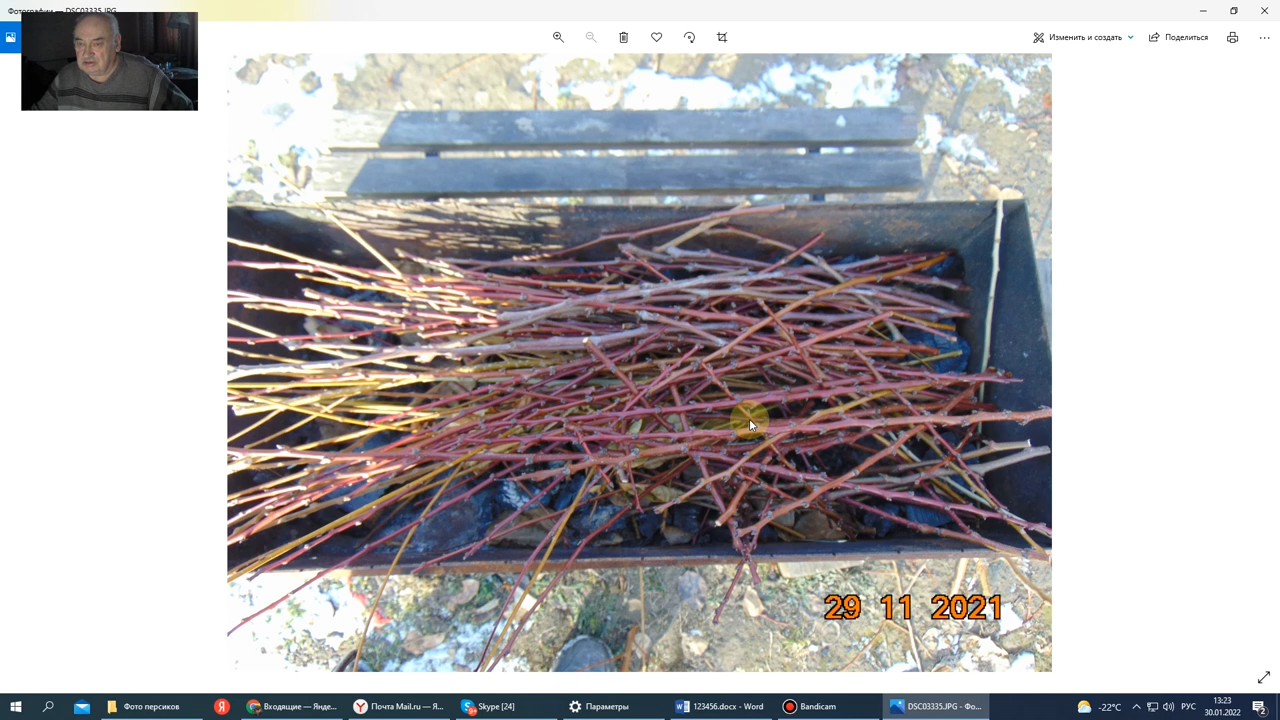 Фотографии — DSC03335.JPG
Изменить и создать
Поделиться
29 11 2021
Фото персиков
Входящие — Янде...
Почта Mail.ru — Я...
Skype [24]
Параметры
123456.docx - Word
Bandicam
DSC03335.JPG - Фо...
-22°C
РУС
13:23
30.01.2022
2